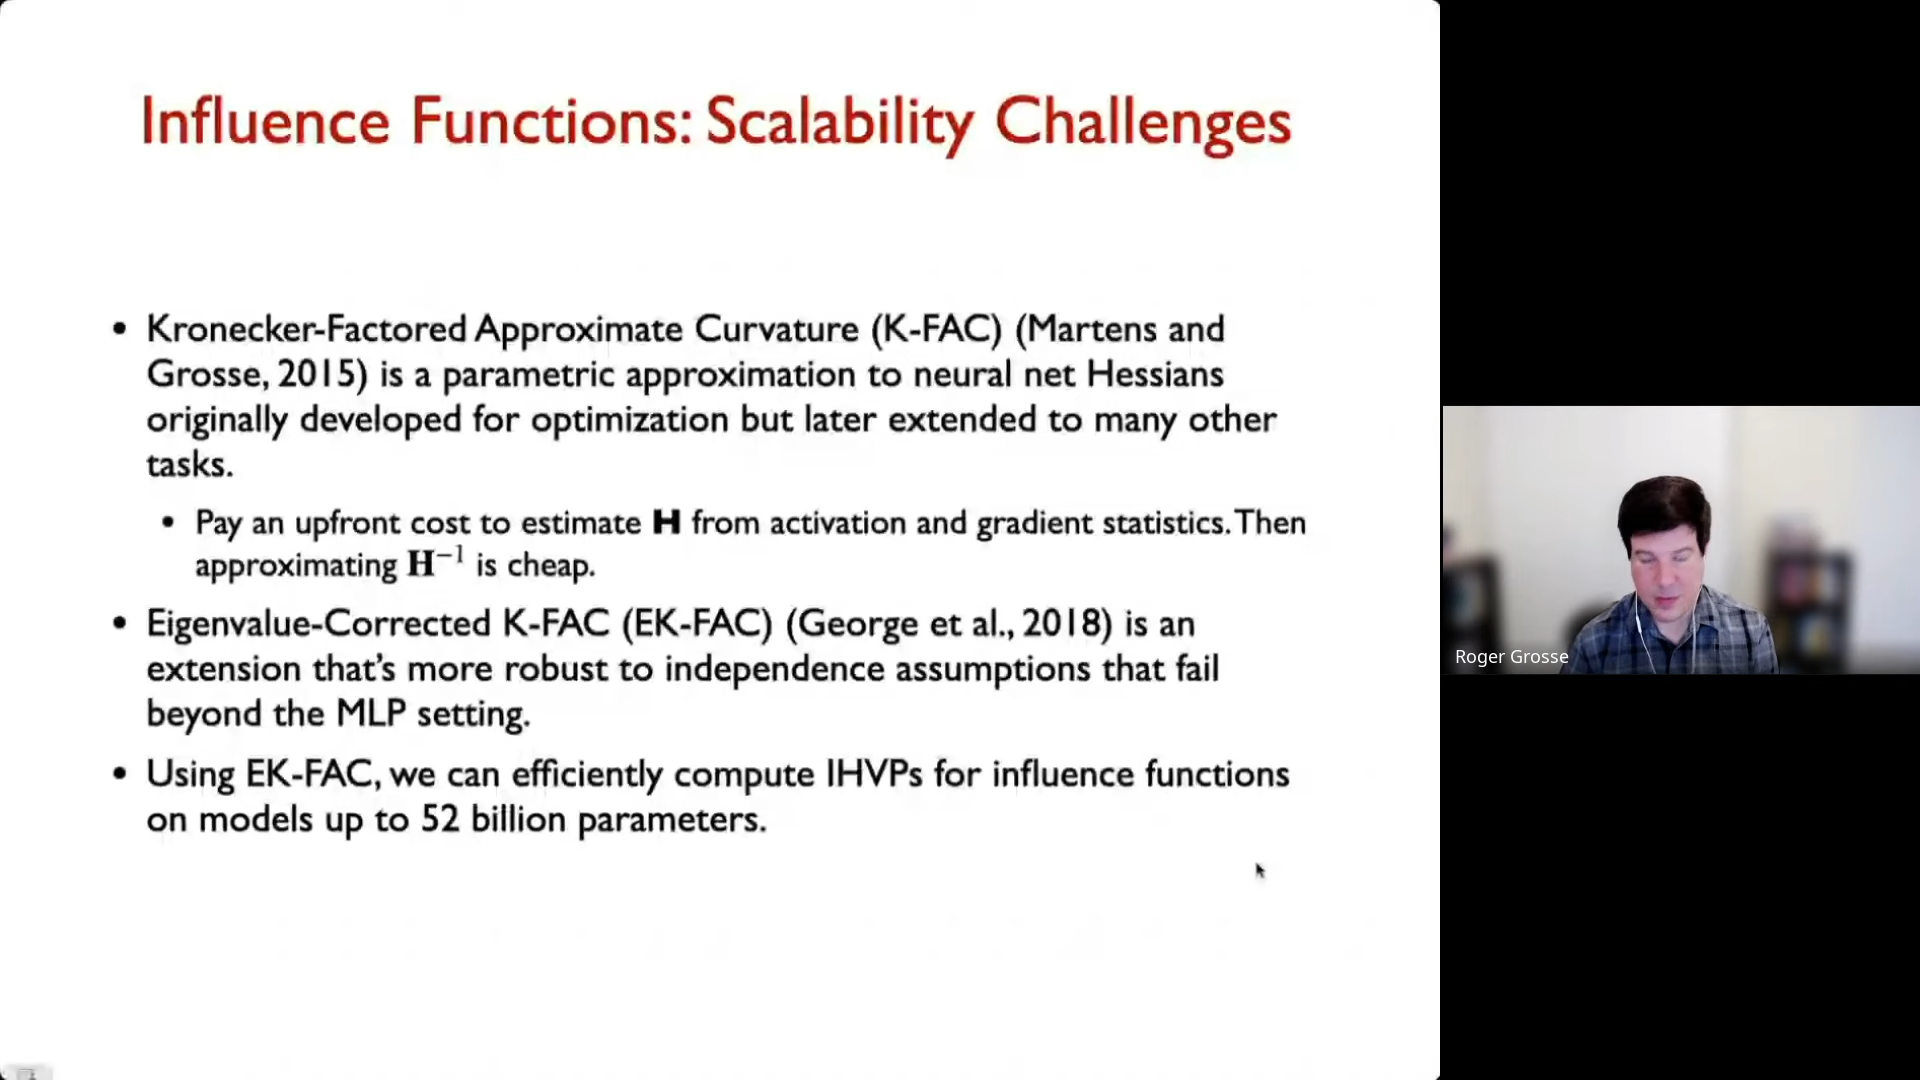 Influence Functions: Scalability Challenges
• Kronecker-Factored Approximate Curvature (K-FAC) (Martens and
Grosse, 2015) is a parametric approximation to neural net Hessians
originally developed for optimization but later extended to many other
tasks.
• Pay an upfront cost to estimate H from activation and gradient statistics. Then
approximating H⁻¹ is cheap.
• Eigenvalue-Corrected K-FAC (EK-FAC) (George et al., 2018) is an
extension that's more robust to independence assumptions that fail
beyond the MLP setting.
• Using EK-FAC, we can efficiently compute IHVPs for influence functions
on models up to 52 billion parameters.
Roger Grosse